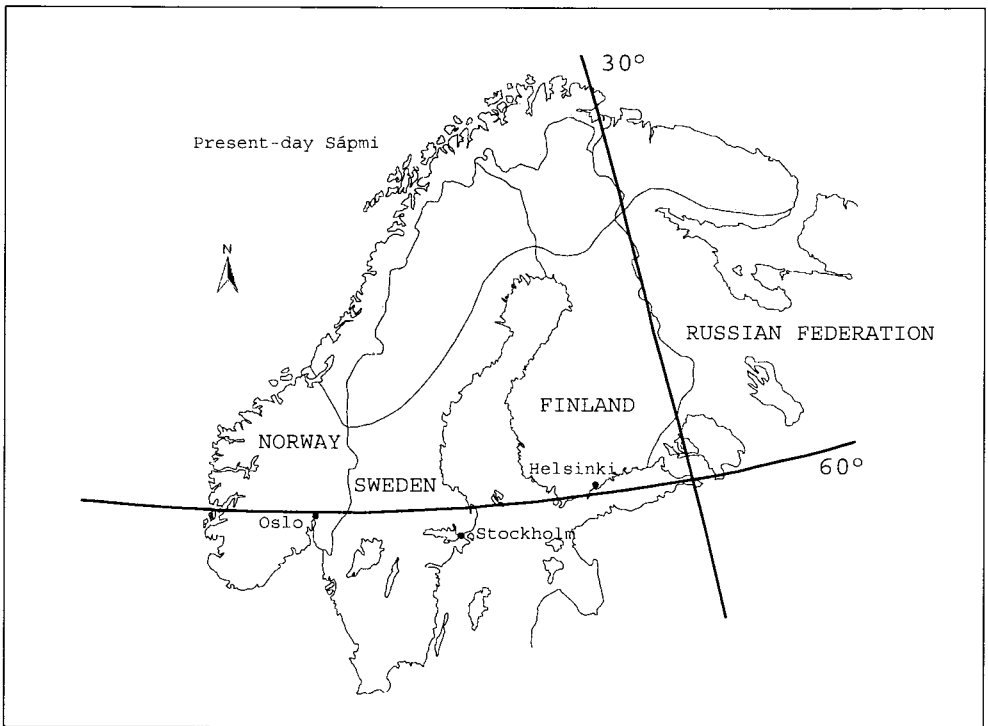 30°
Present-day Sápmi
N
RUSSIAN FEDERATION
FINLAND
NORWAY
60°
Helsinki
SWEDEN
Oslo
Stockholm